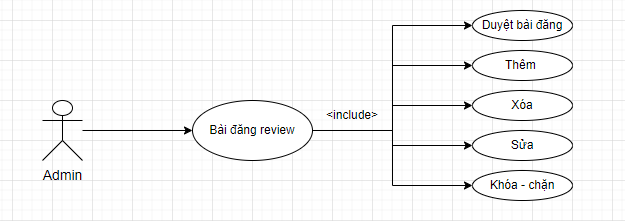 Duyệt bài đăng
Thêm
<include>
Xóa
Bài đăng review
Sửa
Admin
Khóa - chặn